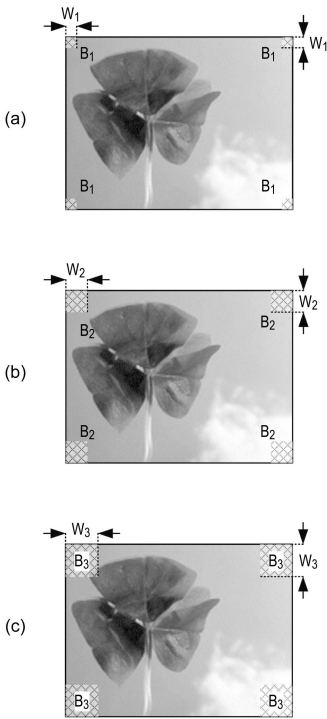 W1
B1 B1 W1
(a)
B1 B1
W2
W2
B2 B2
(b)
B2 B2
W3
B3 B3 W3
(c)
B3 B3